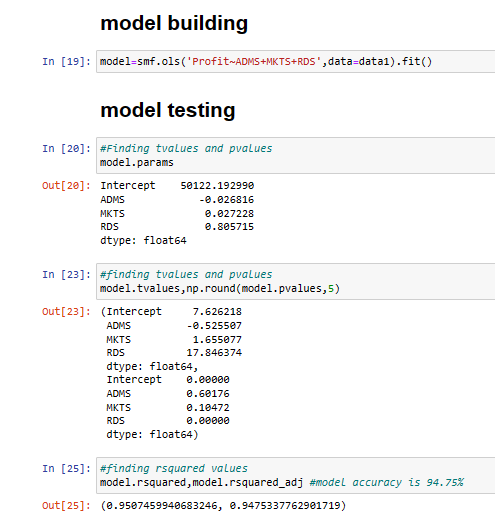 model building
In [19]: model=smf.ols('Profit~ADMS+MKTS+RDS',data=data1).fit()
model testing
In [20]: #Finding tvalues and pvalues
model.params
Out[20]: Intercept    50122.192990
ADMS           -0.026816
MKTS            0.027228
RDS             0.805715
dtype: float64
In [23]: #finding tvalues and pvalues
model.tvalues,np.round(model.pvalues,5)
Out[23]: (Intercept     7.626218
ADMS         -0.525507
MKTS          1.655077
RDS          17.846374
dtype: float64,
Intercept    0.00000
ADMS         0.60176
MKTS         0.10472
RDS          0.00000
dtype: float64)
In [25]: #finding rsquared values
model.rsquared,model.rsquared_adj #model accuracy is 94.75%
Out[25]: (0.9507459940683246, 0.9475337762901719)